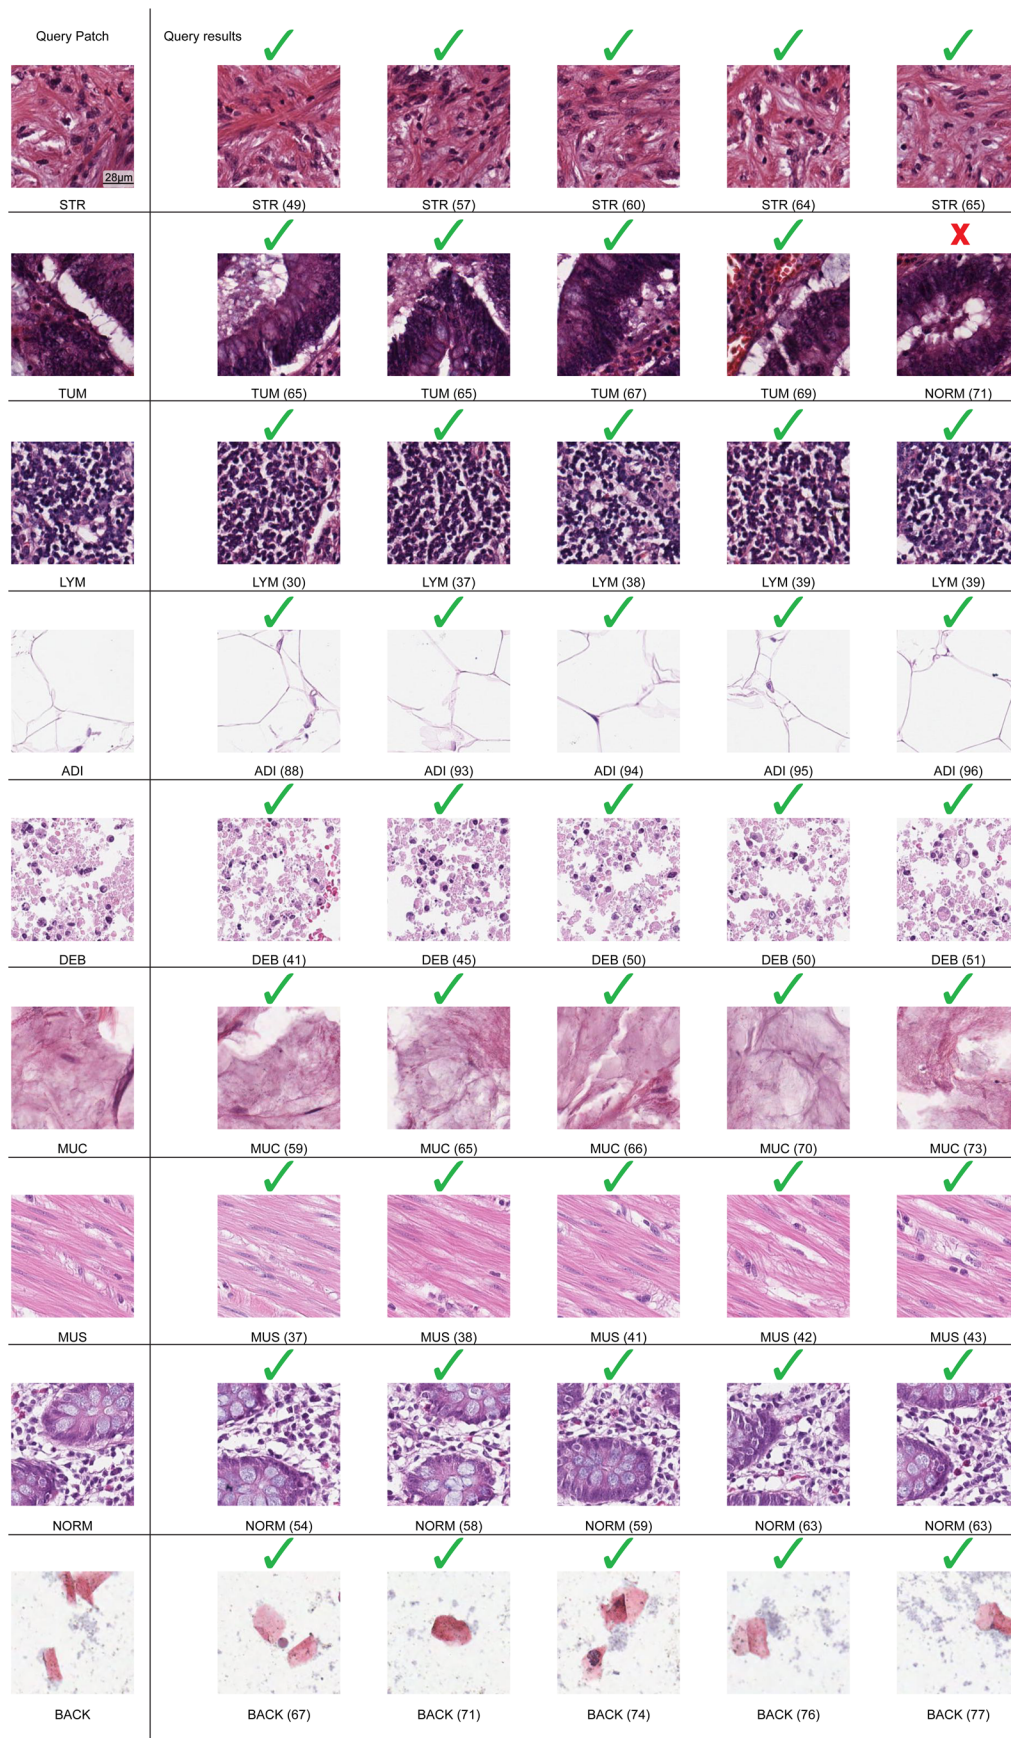 Query Patch Query results
28μm
STR STR (49) STR (57) STR (60) STR (64) STR (65)
X
TUM TUM (65) TUM (65) TUM (67) TUM (69) NORM (71)
LYM LYM (30) LYM (37) LYM (38) LYM (39) LYM (39)
ADI ADI (88) ADI (93) ADI (94) ADI (95) ADI (96)
DEB DEB (41) DEB (45) DEB (50) DEB (50) DEB (51)
MUC MUC (59) MUC (65) MUC (66) MUC (70) MUC (73)
MUS MUS (37) MUS (38) MUS (41) MUS (42) MUS (43)
NORM NORM (54) NORM (58) NORM (59) NORM (63) NORM (63)
BACK BACK (67) BACK (71) BACK (74) BACK (76) BACK (77)